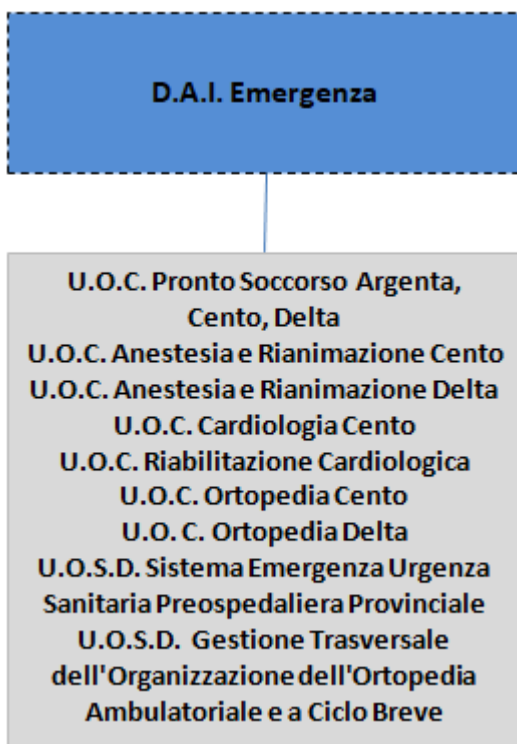 D.A.I. Emergenza
U.O.C. Pronto Soccorso Argenta,
Cento, Delta
U.O.C. Anestesia e Rianimazione Cento
U.O.C. Anestesia e Rianimazione Delta
U.O.C. Cardiologia Cento
U.O.C. Riabilitazione Cardiologica
U.O.C. Ortopedia Cento
U.O. C. Ortopedia Delta
U.O.S.D. Sistema Emergenza Urgenza
Sanitaria Preospedaliera Provinciale
U.O.S.D. Gestione Trasversale
dell'Organizzazione dell'Ortopedia
Ambulatoriale e a Ciclo Breve